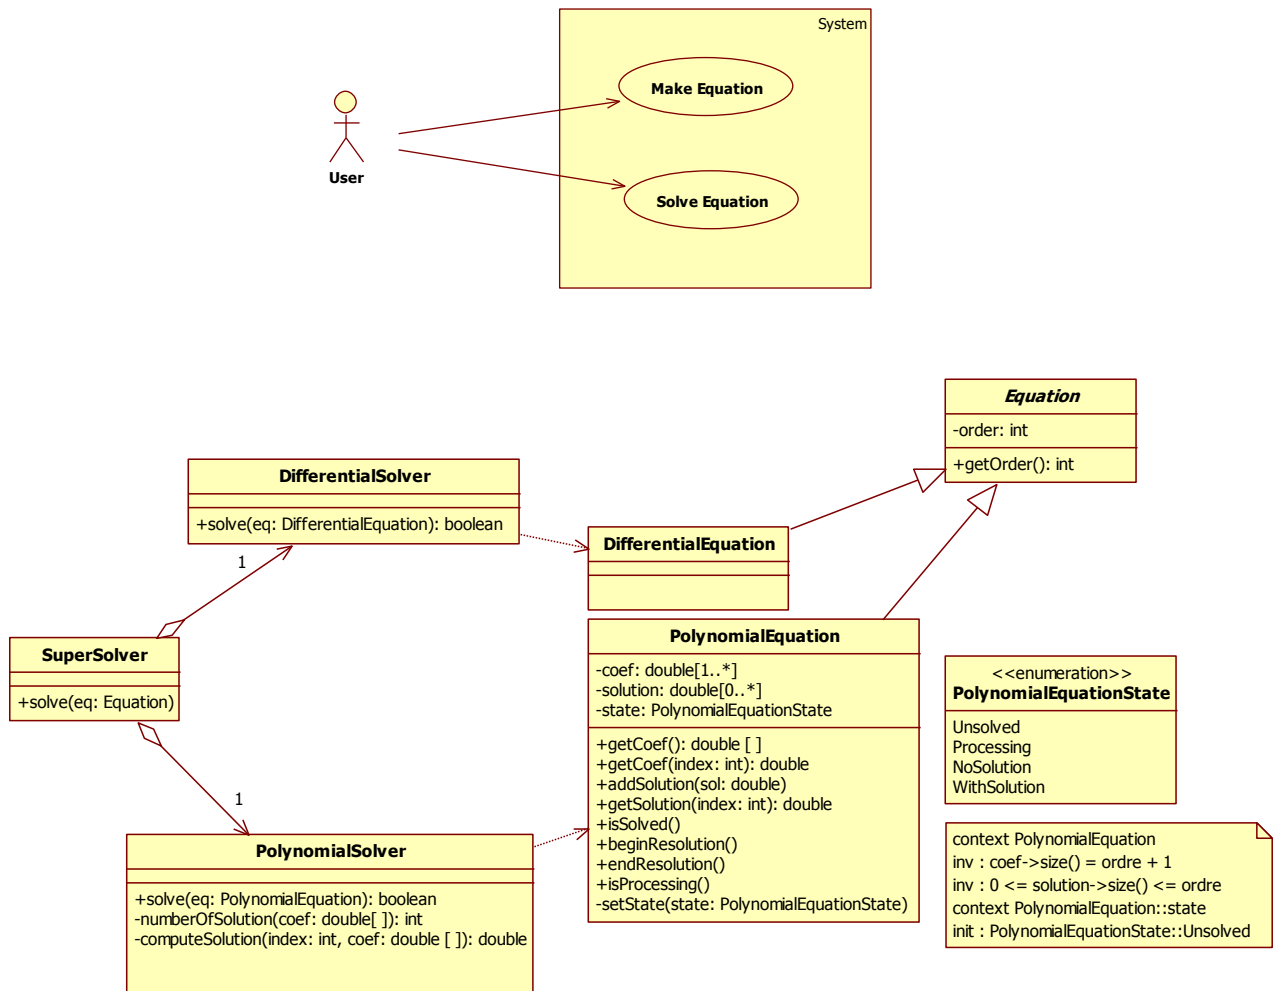 System
Make Equation
User
Solve Equation
Equation
-order: int
+getOrder(): int
DifferentialSolver
+solve(eq: DifferentialEquation): boolean
DifferentialEquation
1
SuperSolver
+solve(eq: Equation)
1
PolynomialSolver
+solve(eq: PolynomialEquation): boolean
-numberOfSolution(coef: double[ ]): int
-computeSolution(index: int, coef: double [ ]): double
PolynomialEquation
-coef: double[1..*]
-solution: double[0..*]
-state: PolynomialEquationState
+getCoef(): double [ ]
+getCoef(index: int): double
+addSolution(sol: double)
+getSolution(index: int): double
+isSolved()
+beginResolution()
+endResolution()
+isProcessing()
-setState(state: PolynomialEquationState)
<<enumeration>>
PolynomialEquationState
Unsolved
Processing
NoSolution
WithSolution
context PolynomialEquation
inv : coef->size() = ordre + 1
inv : 0 <= solution->size() <= ordre
context PolynomialEquation::state
init : PolynomialEquationState::Unsolved